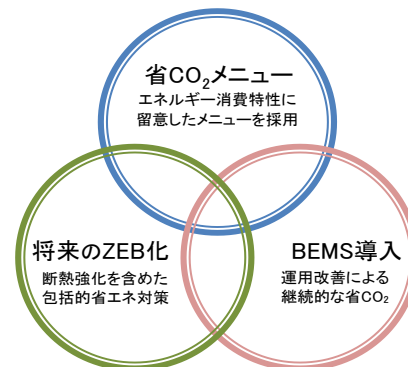 省CO₂メニュー
エネルギー消費特性に
留意したメニューを採用
将来のZEB化
断熱強化を含めた
包括的省エネ対策
BEMS導入
運用改善による
継続的な省CO₂